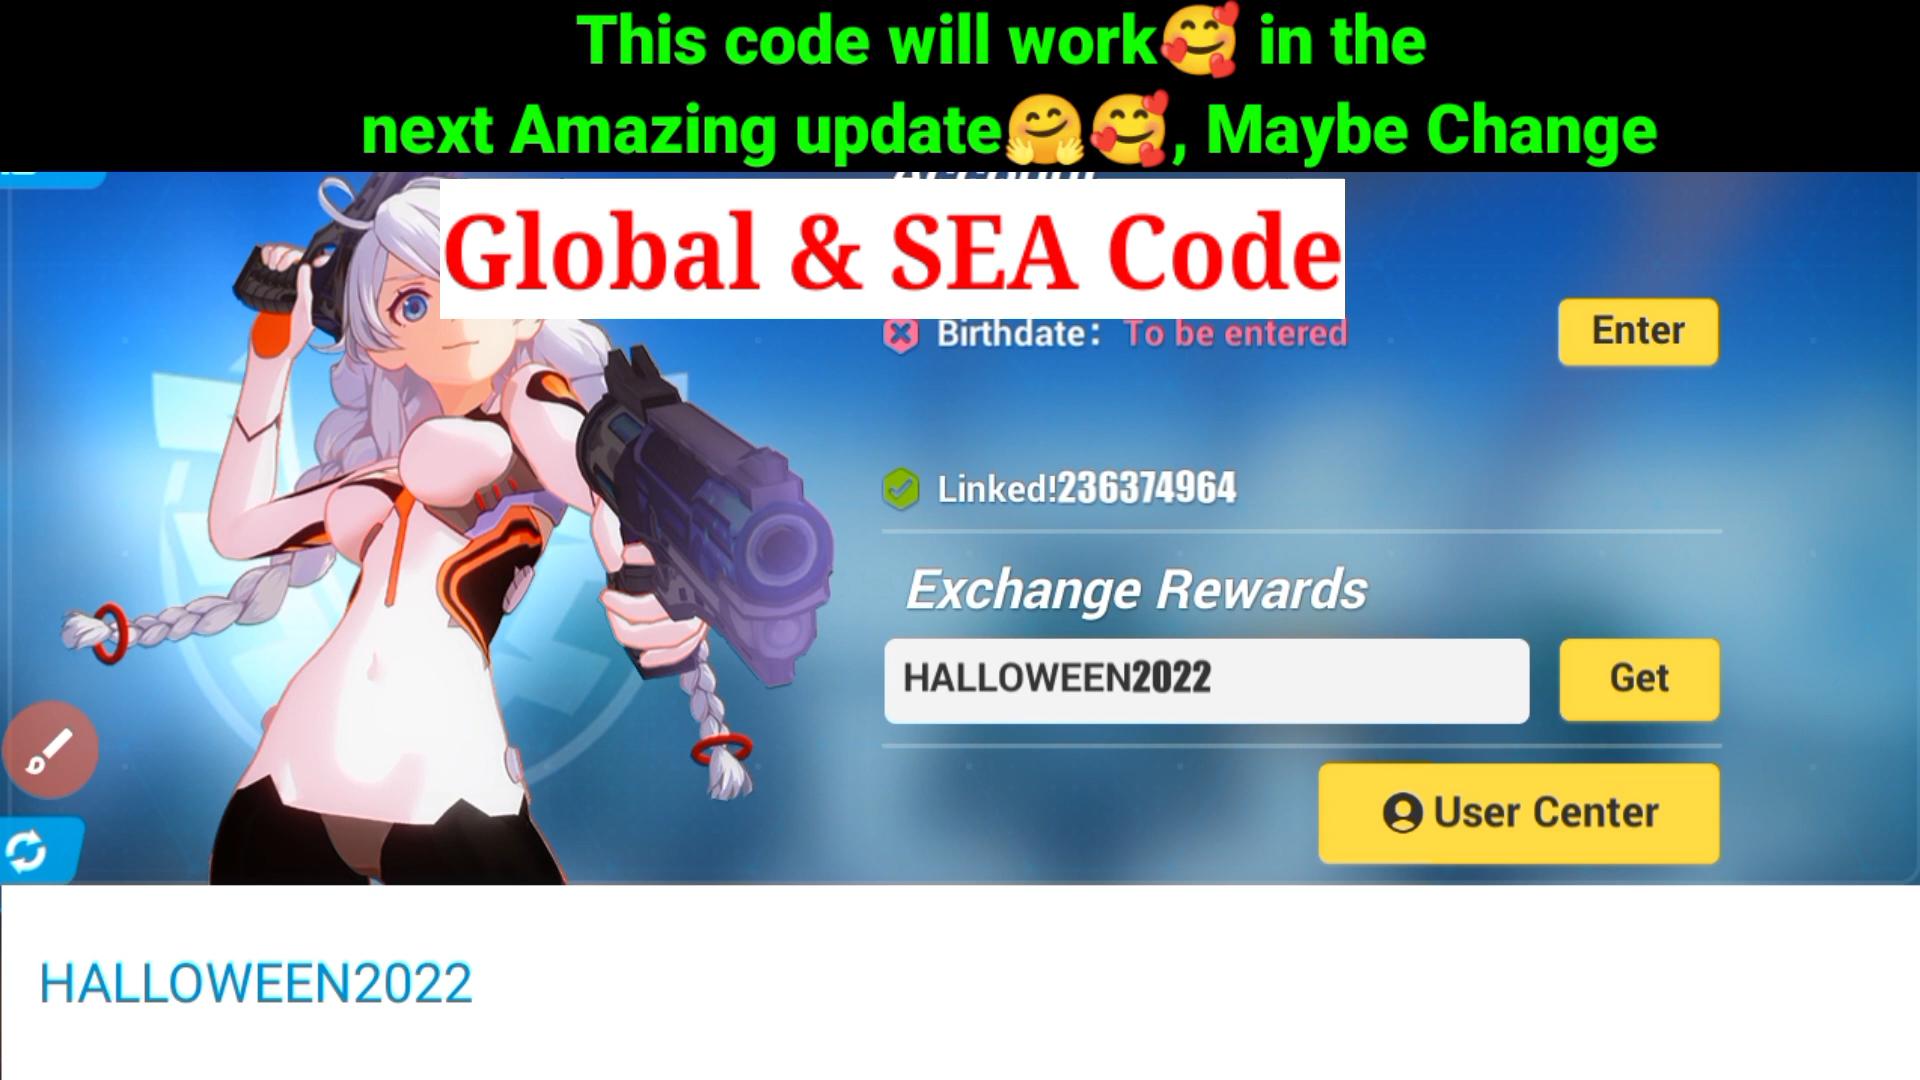 This code will work🥰 in the
next Amazing update🤗🥰, Maybe Change
Global & SEA Code
Birthdate: To be entered
Enter
Linked!236374964
Exchange Rewards
HALLOWEEN2022
Get
User Center
HALLOWEEN2022